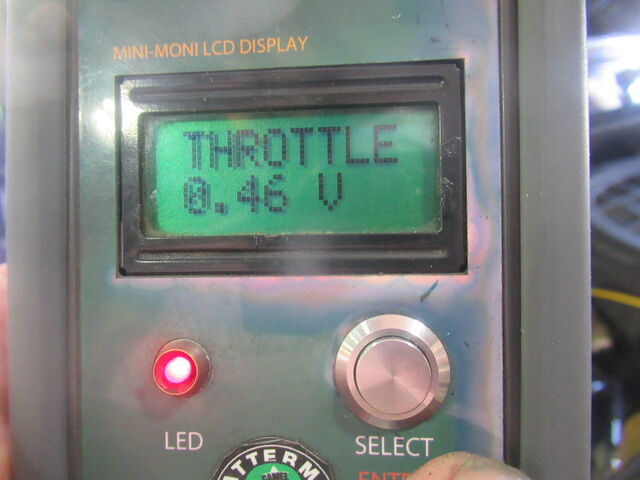 MINI-MONI LCD DISPLAY
THROTTLE
0.46 V
LED
SELECT